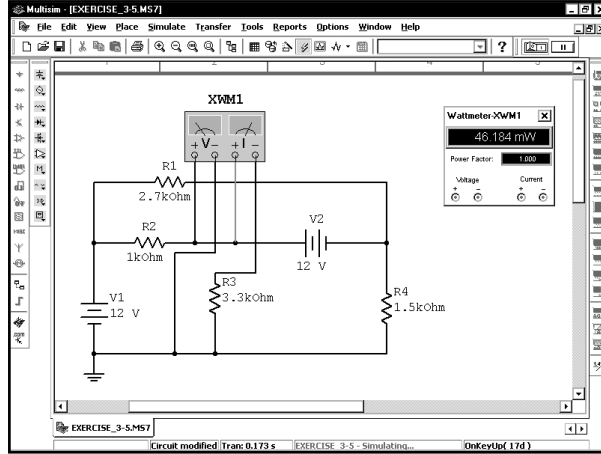 Multisim - [EXERCISE_3-5.MS7]
File Edit View Place Simulate Transfer Tools Reports Options Window Help
XWM1
+ V - + I -
R1
2.7kOhm
R2
1kOhm
V2
12 V
R3
3.3kOhm
R4
1.5kOhm
V1
12 V
Wattmeter-XWM1
46.184 mW
Power Factor: 1.000
Voltage Current
+ - + -
EXERCISE_3-5.MS7
Circuit modified Tran: 0.173 s EXERCISE_3-5 - Simulating... OnKeyUp( 17d )